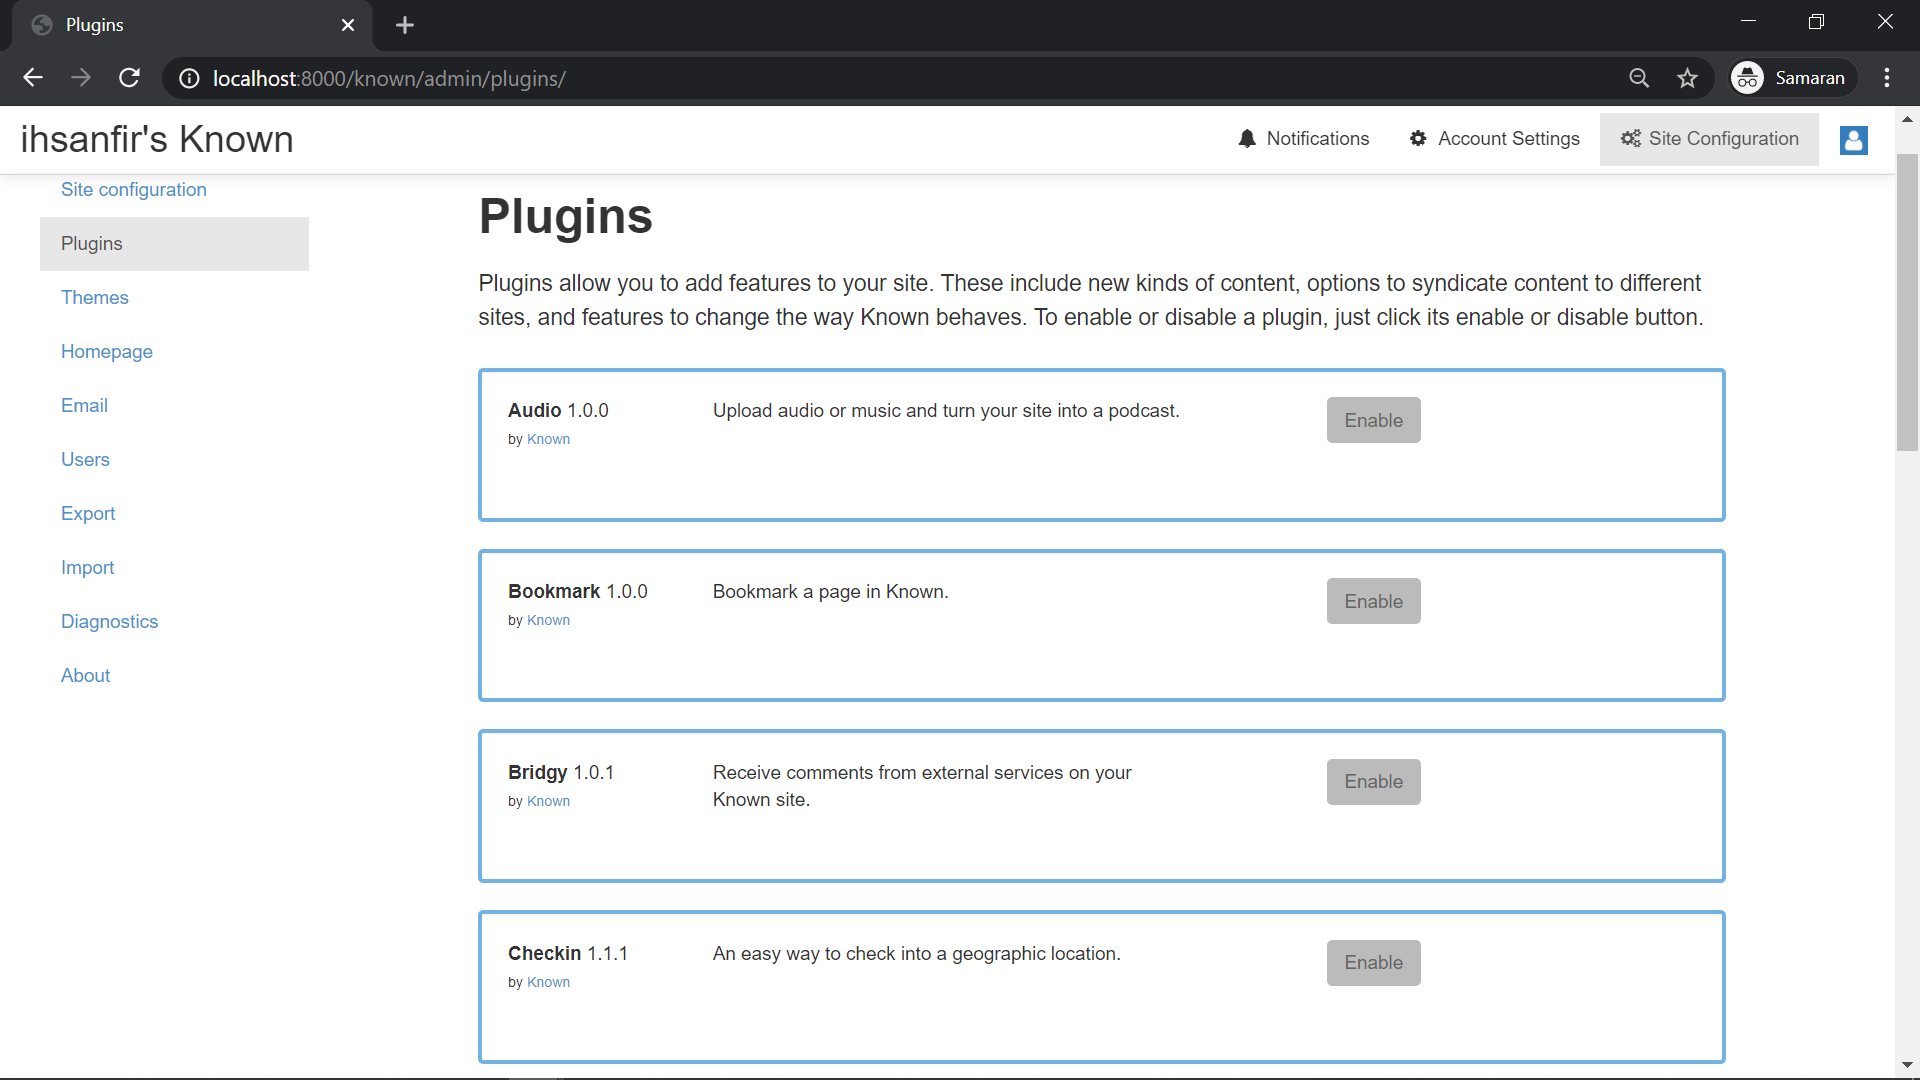 Plugins
localhost:8000/known/admin/plugins/
Samaran
ihsanfir's Known
Notifications
Account Settings
Site Configuration
Site configuration
Plugins
Themes
Homepage
Email
Users
Export
Import
Diagnostics
About
Plugins
Plugins allow you to add features to your site. These include new kinds of content, options to syndicate content to different
sites, and features to change the way Known behaves. To enable or disable a plugin, just click its enable or disable button.
Audio 1.0.0
by Known
Upload audio or music and turn your site into a podcast.
Enable
Bookmark 1.0.0
by Known
Bookmark a page in Known.
Enable
Bridgy 1.0.1
by Known
Receive comments from external services on your
Known site.
Enable
Checkin 1.1.1
by Known
An easy way to check into a geographic location.
Enable